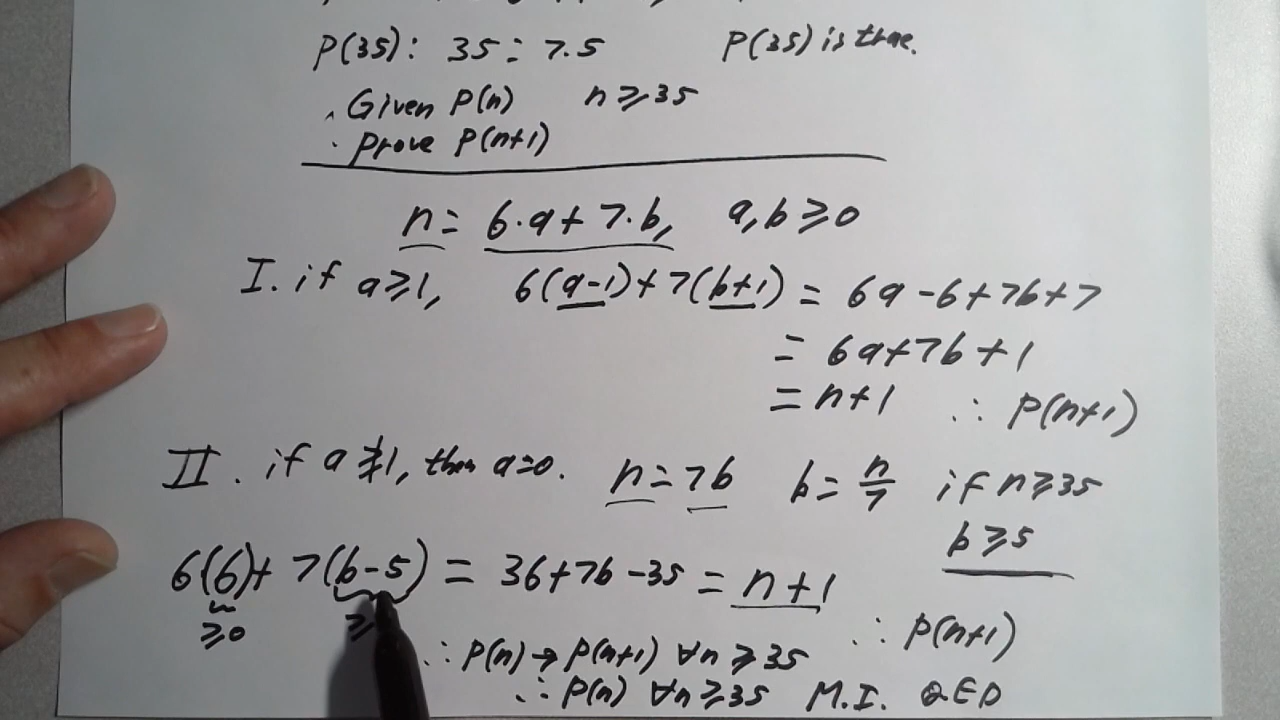 P(35): 35 = 7.5 P(35) is true.
. Given P(n) n ≥ 35
. prove P(n+1)
n = 6·a + 7·b, a,b ≥ 0
I. if a ≥ 1, 6(a-1) + 7(b+1) = 6a - 6 + 7b + 7
= 6a + 7b + 1
= n+1 ∴ P(n+1)
II. if a ≱ 1, then a=0. n = 7b b = n/7 if n ≥ 35
b ≥ 5
6(6) + 7(b-5) = 36 + 7b - 35 = n + 1
≥0 ≥ ∴ P(n+1)
∴ P(n) → P(n+1) ∀n ≥ 35
∴ P(n) ∀n ≥ 35 M.I. QED